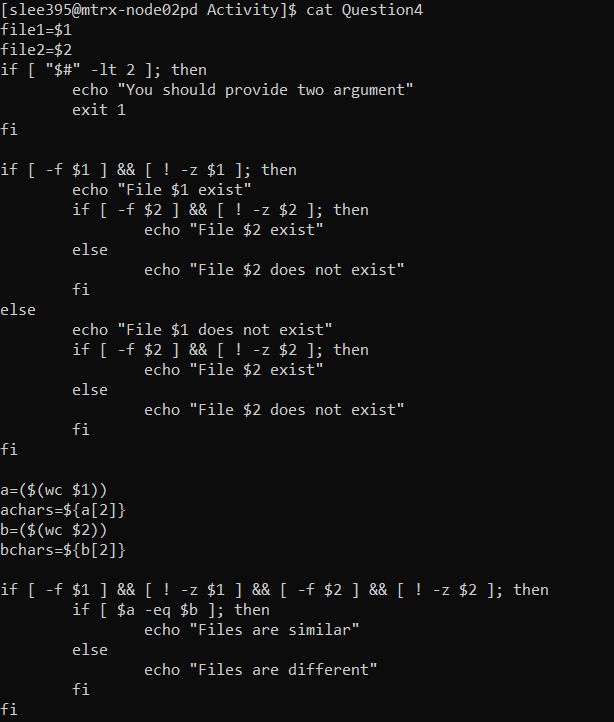 [slee395@mtrx-node02pd Activity]$ cat Question4
file1=$1
file2=$2
if [ "$#" -lt 2 ]; then
        echo "You should provide two argument"
        exit 1
fi

if [ -f $1 ] && [ ! -z $1 ]; then
        echo "File $1 exist"
        if [ -f $2 ] && [ ! -z $2 ]; then
                echo "File $2 exist"
        else
                echo "File $2 does not exist"
        fi
else
        echo "File $1 does not exist"
        if [ -f $2 ] && [ ! -z $2 ]; then
                echo "File $2 exist"
        else
                echo "File $2 does not exist"
        fi
fi

a=($(wc $1))
achars=${a[2]}
b=($(wc $2))
bchars=${b[2]}

if [ -f $1 ] && [ ! -z $1 ] && [ -f $2 ] && [ ! -z $2 ]; then
        if [ $a -eq $b ]; then
                echo "Files are similar"
        else
                echo "Files are different"
        fi
fi